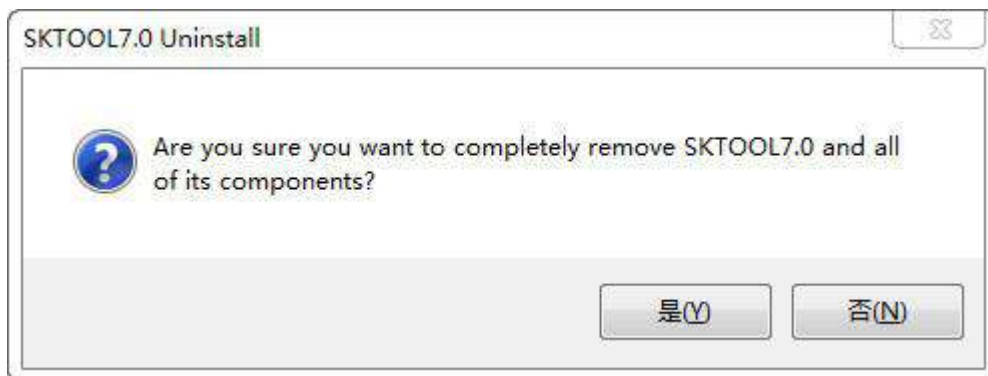 SKTOOL7.0 Uninstall
Are you sure you want to completely remove SKTOOL7.0 and all
of its components?
是(Y)
否(N)